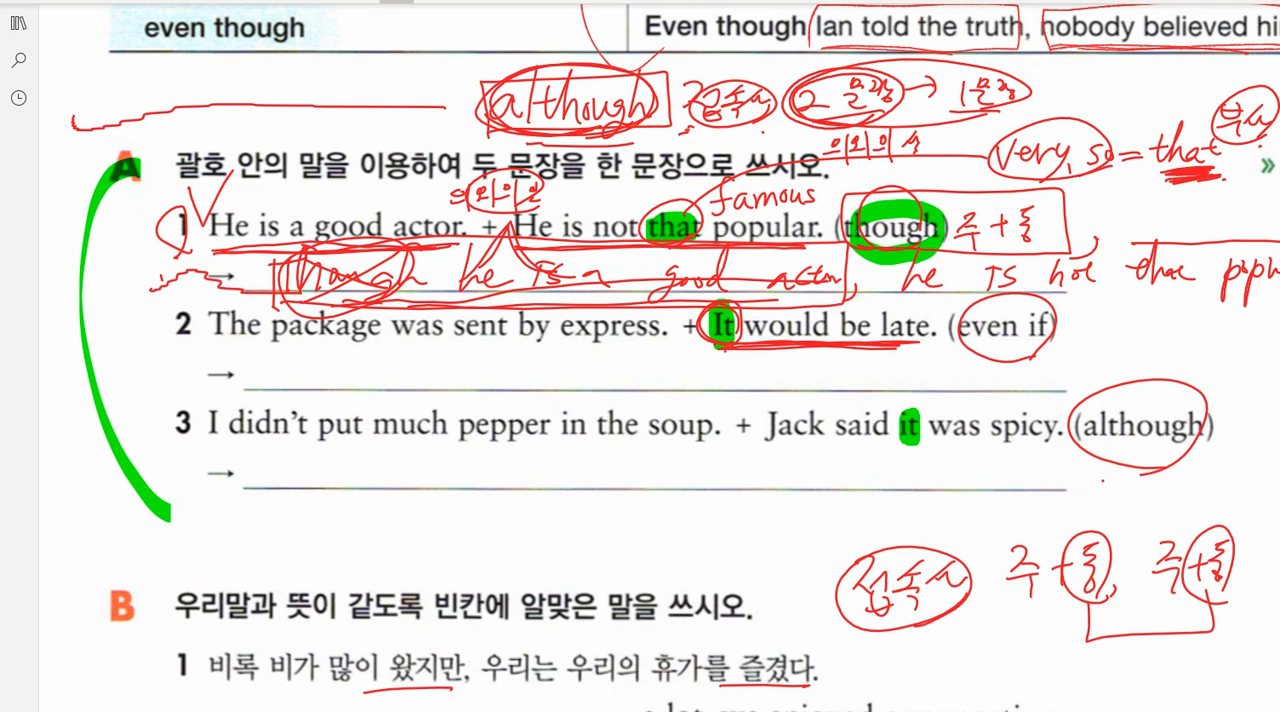 even though Even though Ian told the truth, nobody believed hi
although 접속사 2 문장 → 1문장
부사
의외의 very, so = that
A 괄호 안의 말을 이용하여 두 문장을 한 문장으로 쓰시오. »
famous
1 He is a good actor. + He is not that popular. (though) 주+동
→ Though he is a good actor, he is not that popu
2 The package was sent by express. + It would be late. (even if)
→
3 I didn't put much pepper in the soup. + Jack said it was spicy. (although)
→
접속사 주+동, 주+동
B 우리말과 뜻이 같도록 빈칸에 알맞은 말을 쓰시오.
1 비록 비가 많이 왔지만, 우리는 우리의 휴가를 즐겼다.